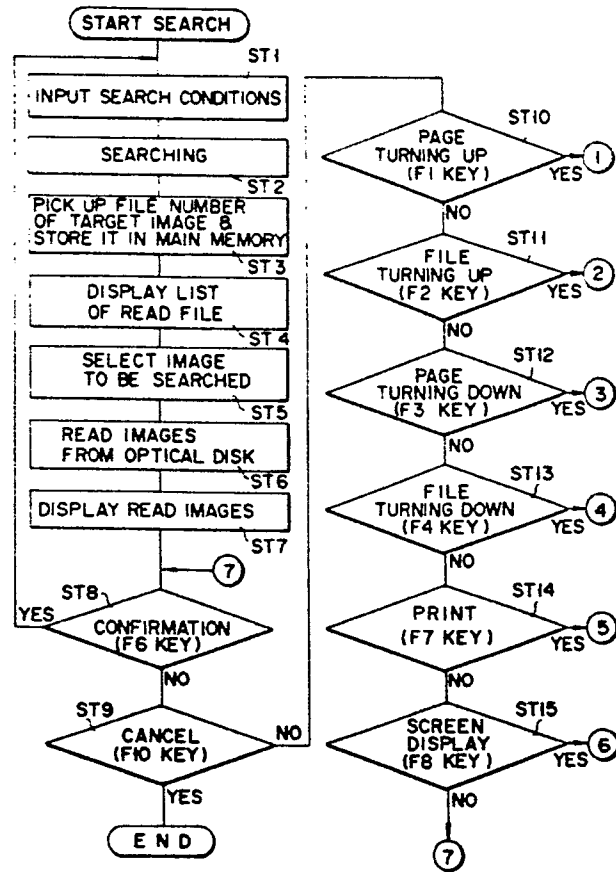 START SEARCH
ST1
INPUT SEARCH CONDITIONS
SEARCHING
ST2
PICK UP FILE NUMBER
OF TARGET IMAGE &
STORE IT IN MAIN MEMORY
ST3
DISPLAY LIST
OF READ FILE
ST4
SELECT IMAGE
TO BE SEARCHED
ST5
READ IMAGES
FROM OPTICAL DISK
ST6
DISPLAY READ IMAGES
ST7
7
ST8
YES
CONFIRMATION
(F6 KEY)
NO
ST9
CANCEL
(F10 KEY)
NO
YES
END
ST10
PAGE
TURNING UP
(F1 KEY)
YES
1
NO
ST11
FILE
TURNING UP
(F2 KEY)
YES
2
NO
ST12
PAGE
TURNING DOWN
(F3 KEY)
YES
3
NO
ST13
FILE
TURNING DOWN
(F4 KEY)
YES
4
NO
ST14
PRINT
(F7 KEY)
YES
5
NO
ST15
SCREEN
DISPLAY
(F8 KEY)
YES
6
NO
7